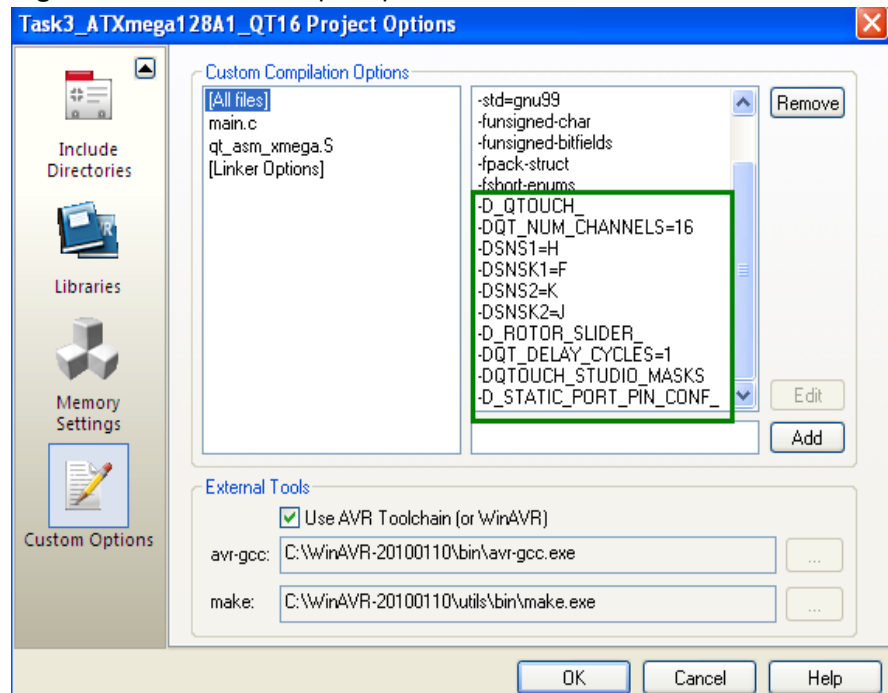 Task3_ATXmega128A1_QT16 Project Options
Include
Directories
Libraries
Memory
Settings
Custom Options
Custom Compilation Options
[All files]
main.c
qt_asm_xmega.S
[Linker Options]
-std=gnu99
-funsigned-char
-funsigned-bitfields
-fpack-struct
-fshort-enums
-D_QTOUCH_
-DQT_NUM_CHANNELS=16
-DSNS1=H
-DSNSK1=F
-DSNS2=K
-DSNSK2=J
-D_ROTOR_SLIDER_
-DQT_DELAY_CYCLES=1
-DQTOUCH_STUDIO_MASKS
-D_STATIC_PORT_PIN_CONF_
Remove
Edit
Add
External Tools
Use AVR Toolchain (or WinAVR)
avr-gcc: C:\WinAVR-20100110\bin\avr-gcc.exe ...
make: C:\WinAVR-20100110\utils\bin\make.exe ...
OK Cancel Help